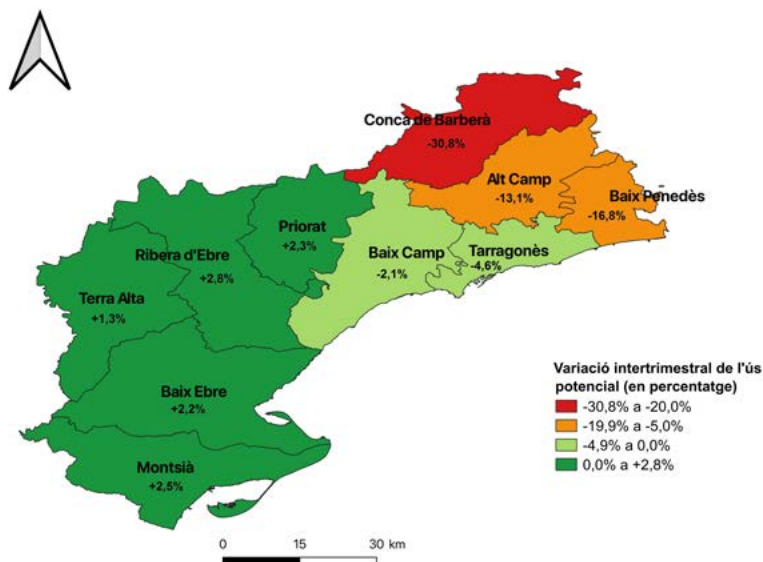 Conca de Barberà
-30,8%
Alt Camp
-13,1%
Baix Penedès
-16,8%
Priorat
+2,3%
Baix Camp
-2,1%
Tarragonès
-4,6%
Ribera d'Ebre
+2,8%
Terra Alta
+1,3%
Baix Ebre
+2,2%
Montsià
+2,5%
Variació intertrimestral de l'ús
potencial (en percentatge)
-30,8% a -20,0%
-19,9% a -5,0%
-4,9% a 0,0%
0,0% a +2,8%
0 15 30 km